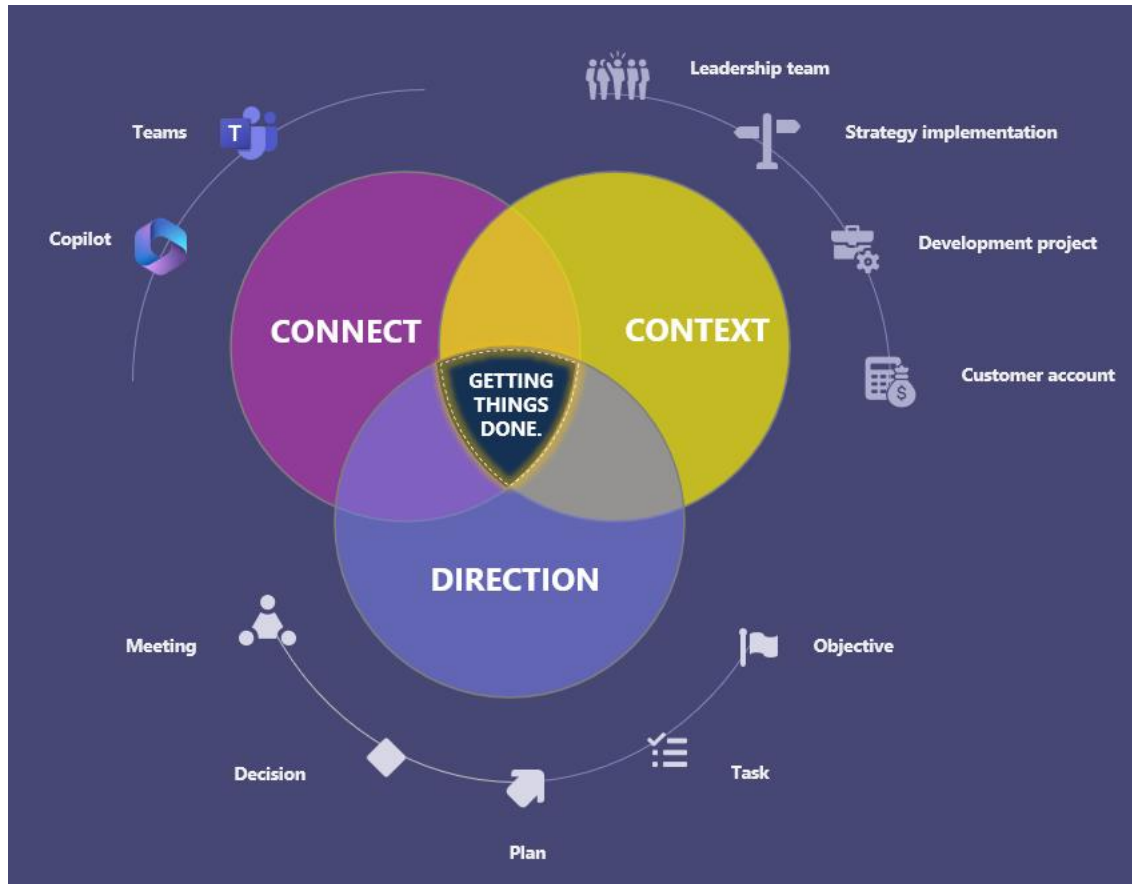 Leadership team
Teams
T
Strategy implementation
Copilot
Development project
CONNECT
CONTEXT
Customer account
GETTING
THINGS
DONE.
$
DIRECTION
Meeting
Objective
Decision
Task
Plan